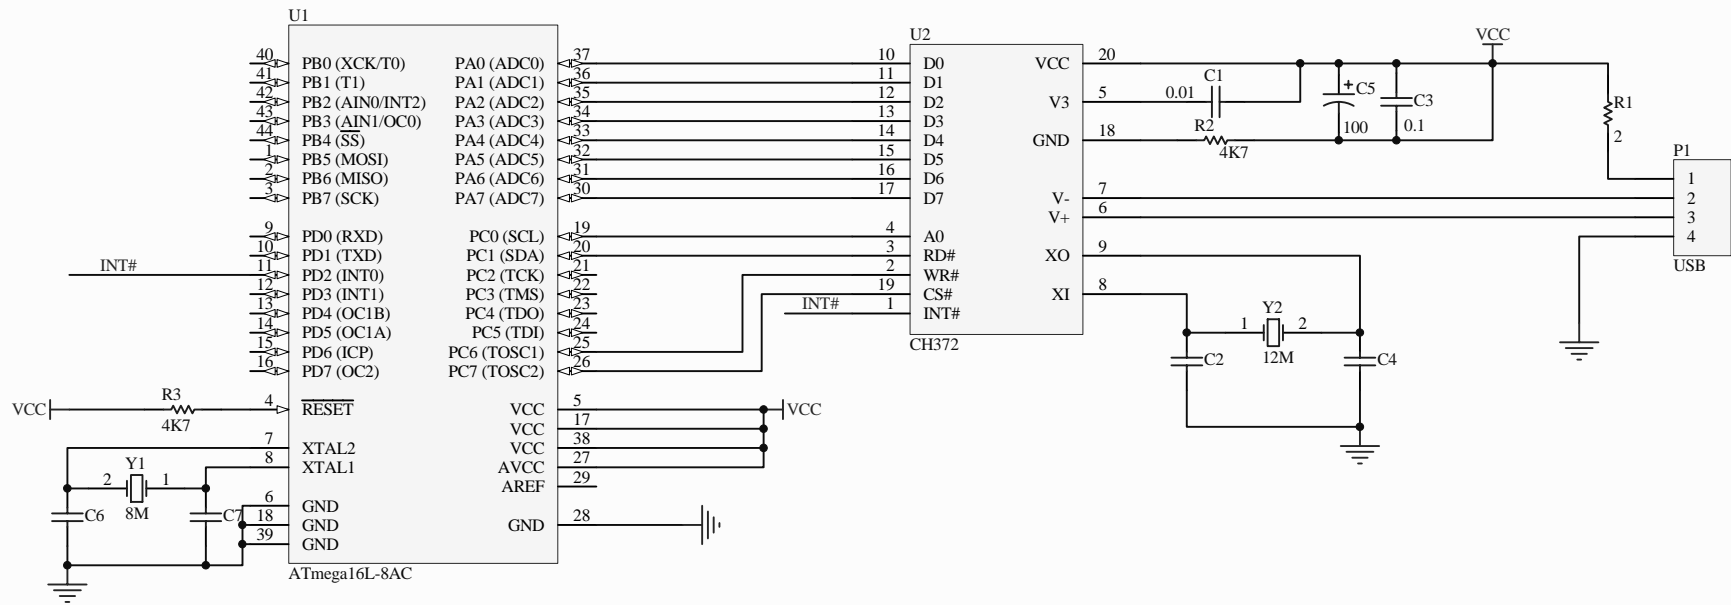 U1
40 PB0 (XCK/T0) PA0 (ADC0) 37
41 PB1 (T1) PA1 (ADC1) 36
42 PB2 (AIN0/INT2) PA2 (ADC2) 35
43 PB3 (AIN1/OC0) PA3 (ADC3) 34
44 PB4 (SS) PA4 (ADC4) 33
1 PB5 (MOSI) PA5 (ADC5) 32
2 PB6 (MISO) PA6 (ADC6) 31
3 PB7 (SCK) PA7 (ADC7) 30
9 PD0 (RXD) PC0 (SCL) 19
10 PD1 (TXD) PC1 (SDA) 20
INT# 11 PD2 (INT0) PC2 (TCK) 21
12 PD3 (INT1) PC3 (TMS) 22
13 PD4 (OC1B) PC4 (TDO) 23
14 PD5 (OC1A) PC5 (TDI) 24
15 PD6 (ICP) PC6 (TOSC1) 25
16 PD7 (OC2) PC7 (TOSC2) 26
R3
VCC 4 RESET VCC 5 VCC
4K7
VCC 17
7 XTAL2 VCC 38
8 XTAL1 AVCC 27
Y1
2 1
8M
AREF 29
6 GND
C6 C7
18 GND GND 28
39 GND
ATmega16L-8AC
U2
10 D0 VCC 20
11 D1
12 D2 V3 5
13 D3
14 D4 GND 18
15 D5
16 D6
17 D7 V- 7
V+ 6
4 A0
3 RD# XO 9
2 WR#
19 CS# XI 8
INT# 1 INT#
CH372
VCC
C1
0.01
C5
100
C3
0.1
R2
4K7
R1
2
P1
1
2
3
4
USB
Y2
1 2
12M
C2
C4